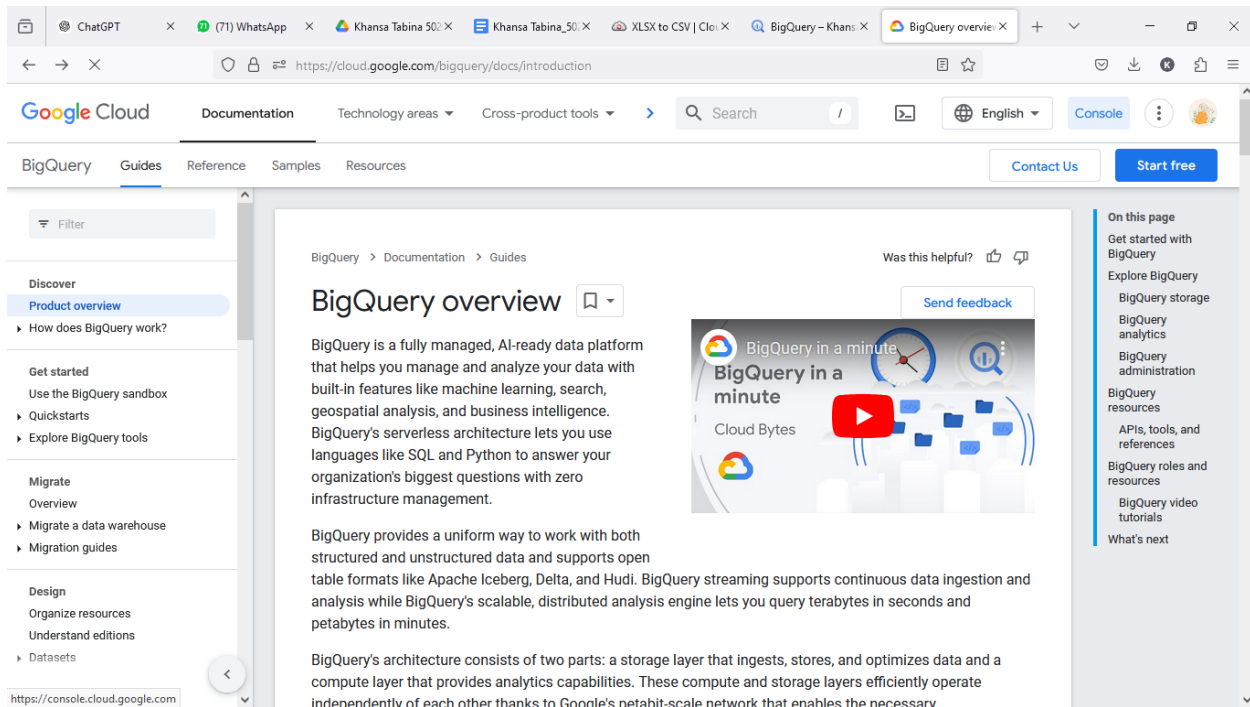 ChatGPT
(71) WhatsApp
Khansa Tabina 502
Khansa Tabina_50
XLSX to CSV | Clou
BigQuery – Khans
BigQuery overview
https://cloud.google.com/bigquery/docs/introduction
K
Google Cloud
Documentation
Technology areas
Cross-product tools
Search
/
English
Console
BigQuery
Guides
Reference
Samples
Resources
Contact Us
Start free
Filter
Discover
Product overview
How does BigQuery work?
Get started
Use the BigQuery sandbox
Quickstarts
Explore BigQuery tools
Migrate
Overview
Migrate a data warehouse
Migration guides
Design
Organize resources
Understand editions
Datasets
https://console.cloud.google.com
BigQuery > Documentation > Guides
Was this helpful?
BigQuery overview
Send feedback
BigQuery is a fully managed, AI-ready data platform
that helps you manage and analyze your data with
built-in features like machine learning, search,
geospatial analysis, and business intelligence.
BigQuery's serverless architecture lets you use
languages like SQL and Python to answer your
organization's biggest questions with zero
infrastructure management.
BigQuery in a minute
BigQuery in a
minute
Cloud Bytes
BigQuery provides a uniform way to work with both
structured and unstructured data and supports open
table formats like Apache Iceberg, Delta, and Hudi. BigQuery streaming supports continuous data ingestion and
analysis while BigQuery's scalable, distributed analysis engine lets you query terabytes in seconds and
petabytes in minutes.
BigQuery's architecture consists of two parts: a storage layer that ingests, stores, and optimizes data and a
compute layer that provides analytics capabilities. These compute and storage layers efficiently operate
independently of each other thanks to Google's petabit-scale network that enables the necessary
On this page
Get started with
BigQuery
Explore BigQuery
BigQuery storage
BigQuery
analytics
BigQuery
administration
BigQuery
resources
APIs, tools, and
references
BigQuery roles and
resources
BigQuery video
tutorials
What's next